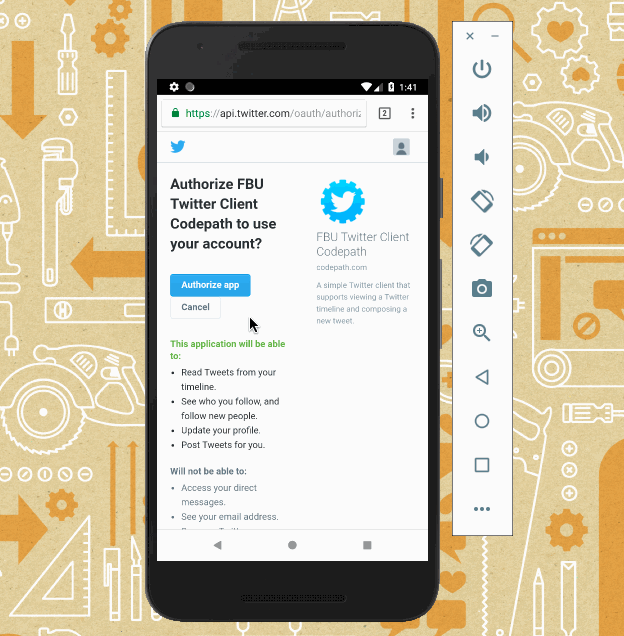 1:41
https://api.twitter.com/oauth/authoriz
2
Authorize FBU
Twitter Client
Codepath to use
your account?
Authorize app
Cancel
FBU Twitter Client
Codepath
codepath.com
A simple Twitter client that
supports viewing a Twitter
timeline and composing a
new tweet.
This application will be able
to:
• Read Tweets from your
timeline.
• See who you follow, and
follow new people.
• Update your profile.
• Post Tweets for you.
Will not be able to:
• Access your direct
messages.
• See your email address.